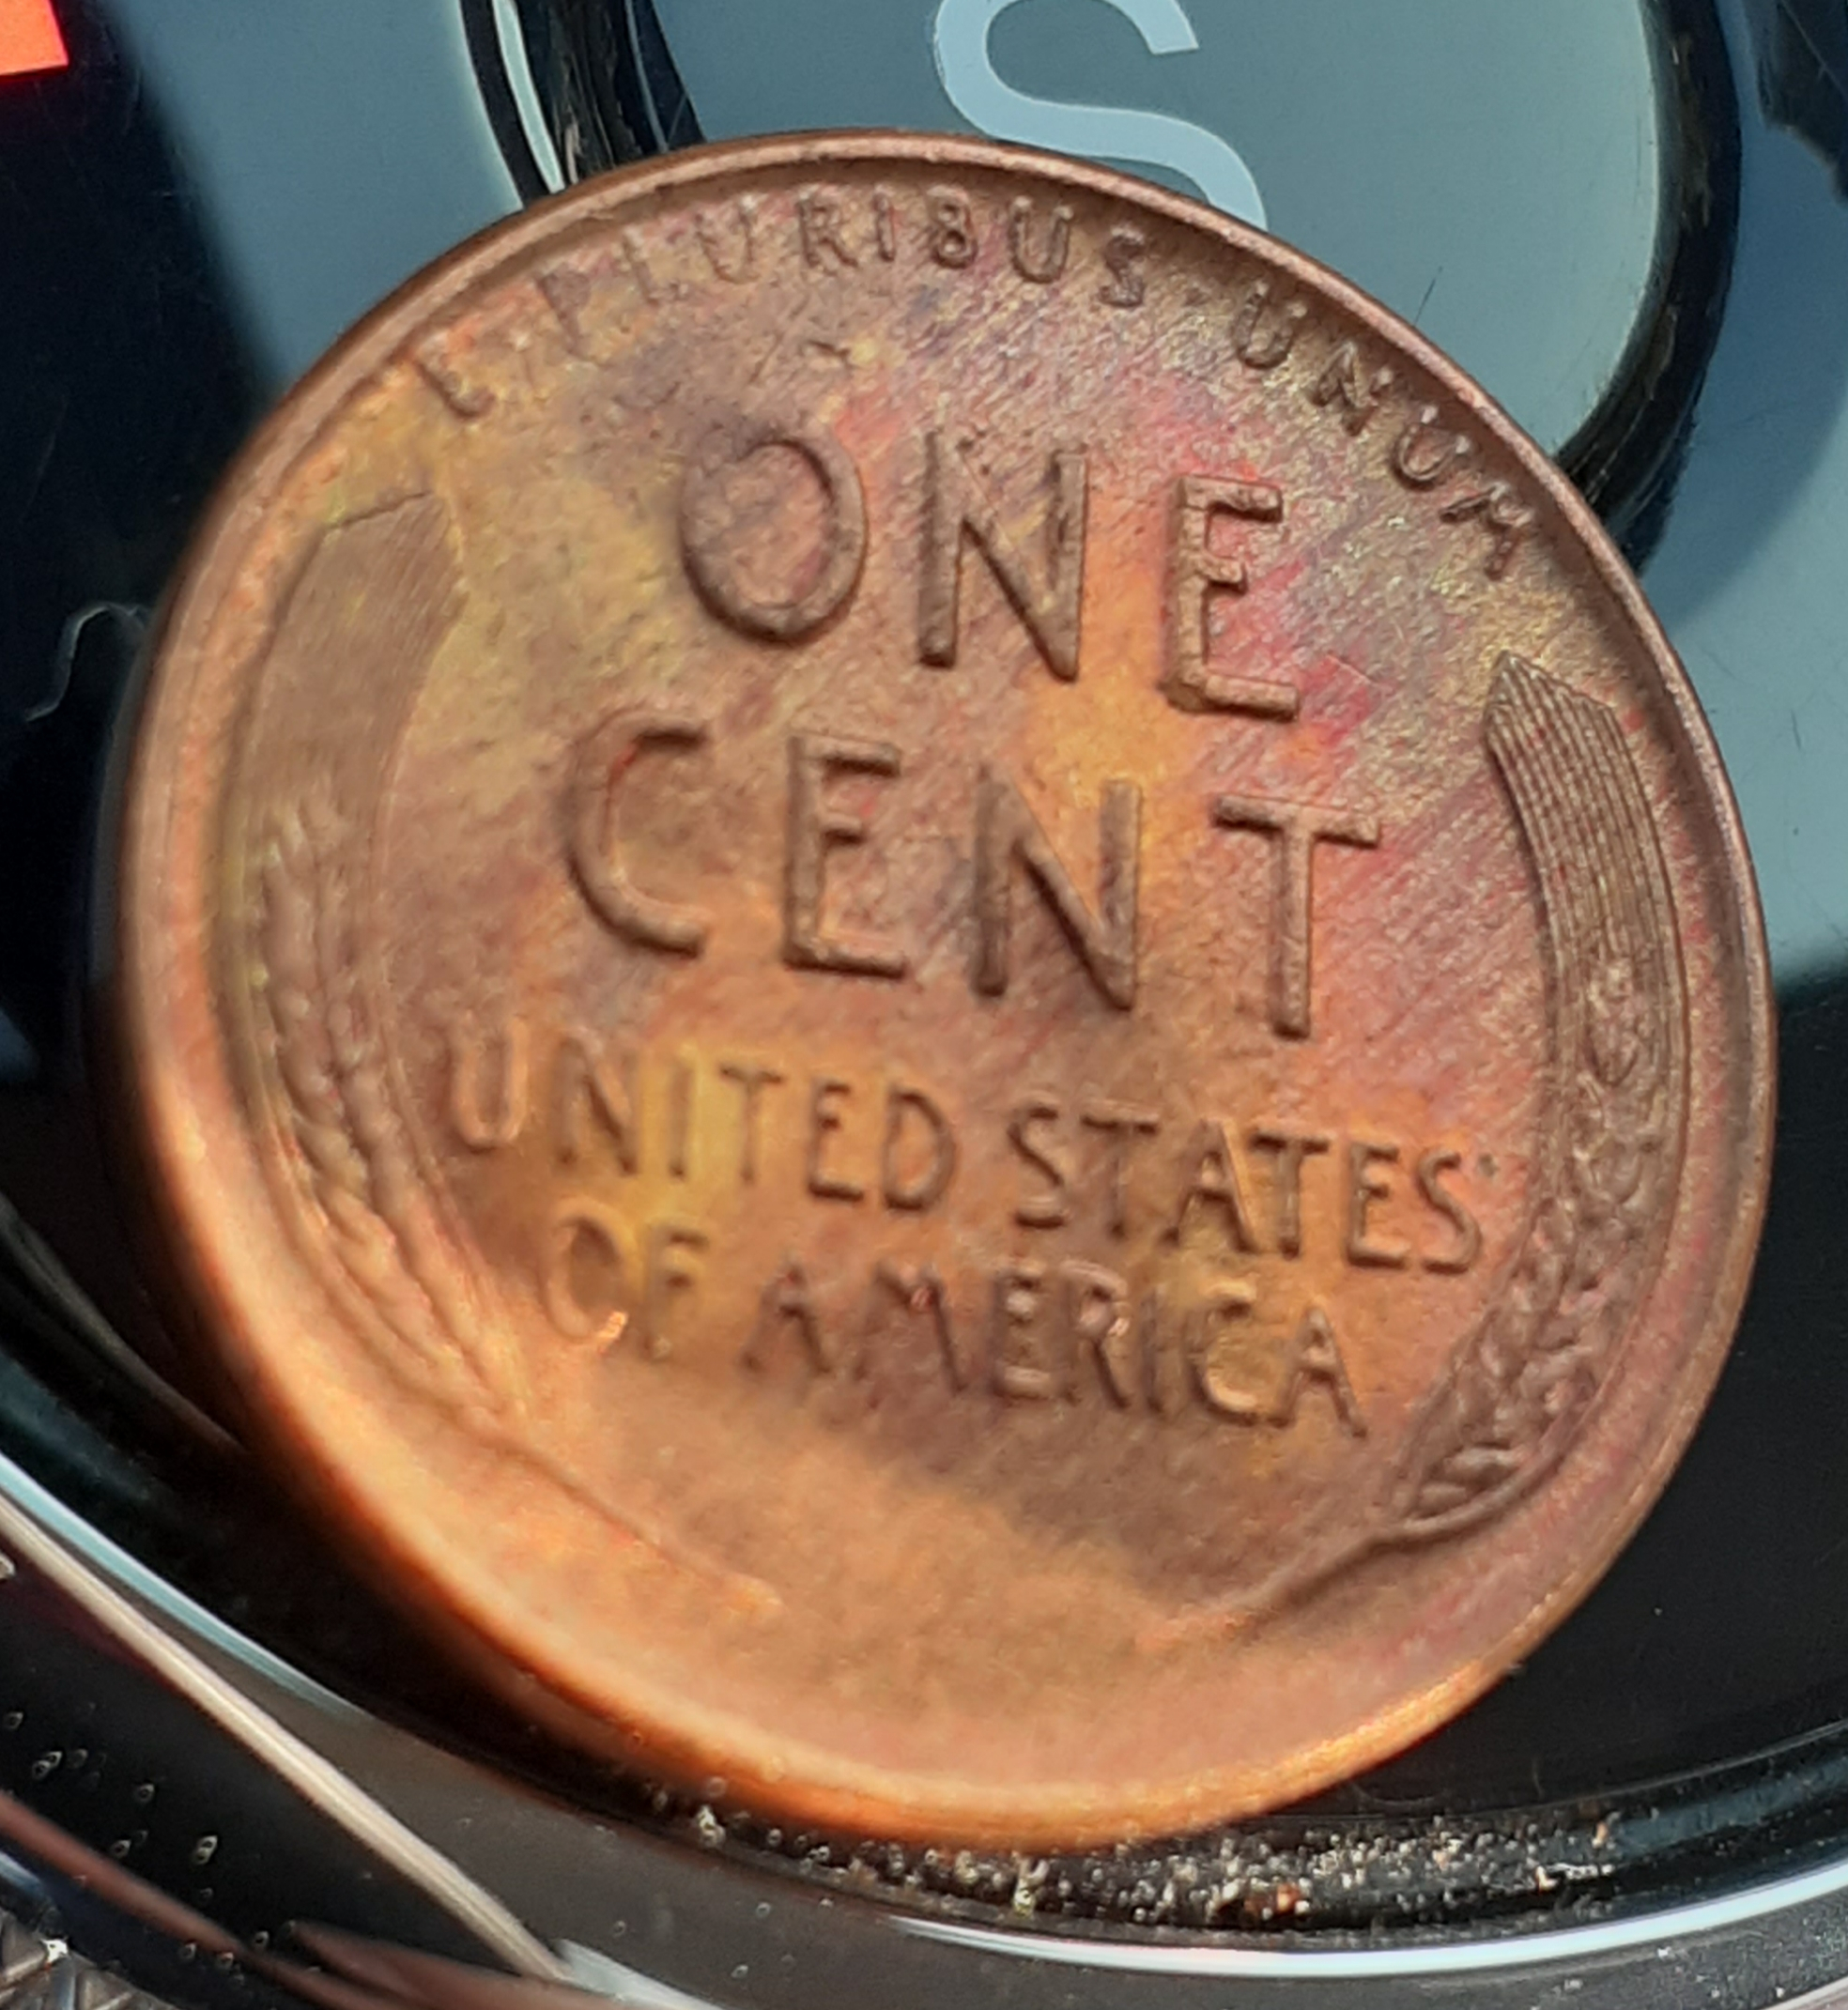 S
E·PLURIBUS·UNUM
ONE
CENT
UNITED STATES
OF AMERICA